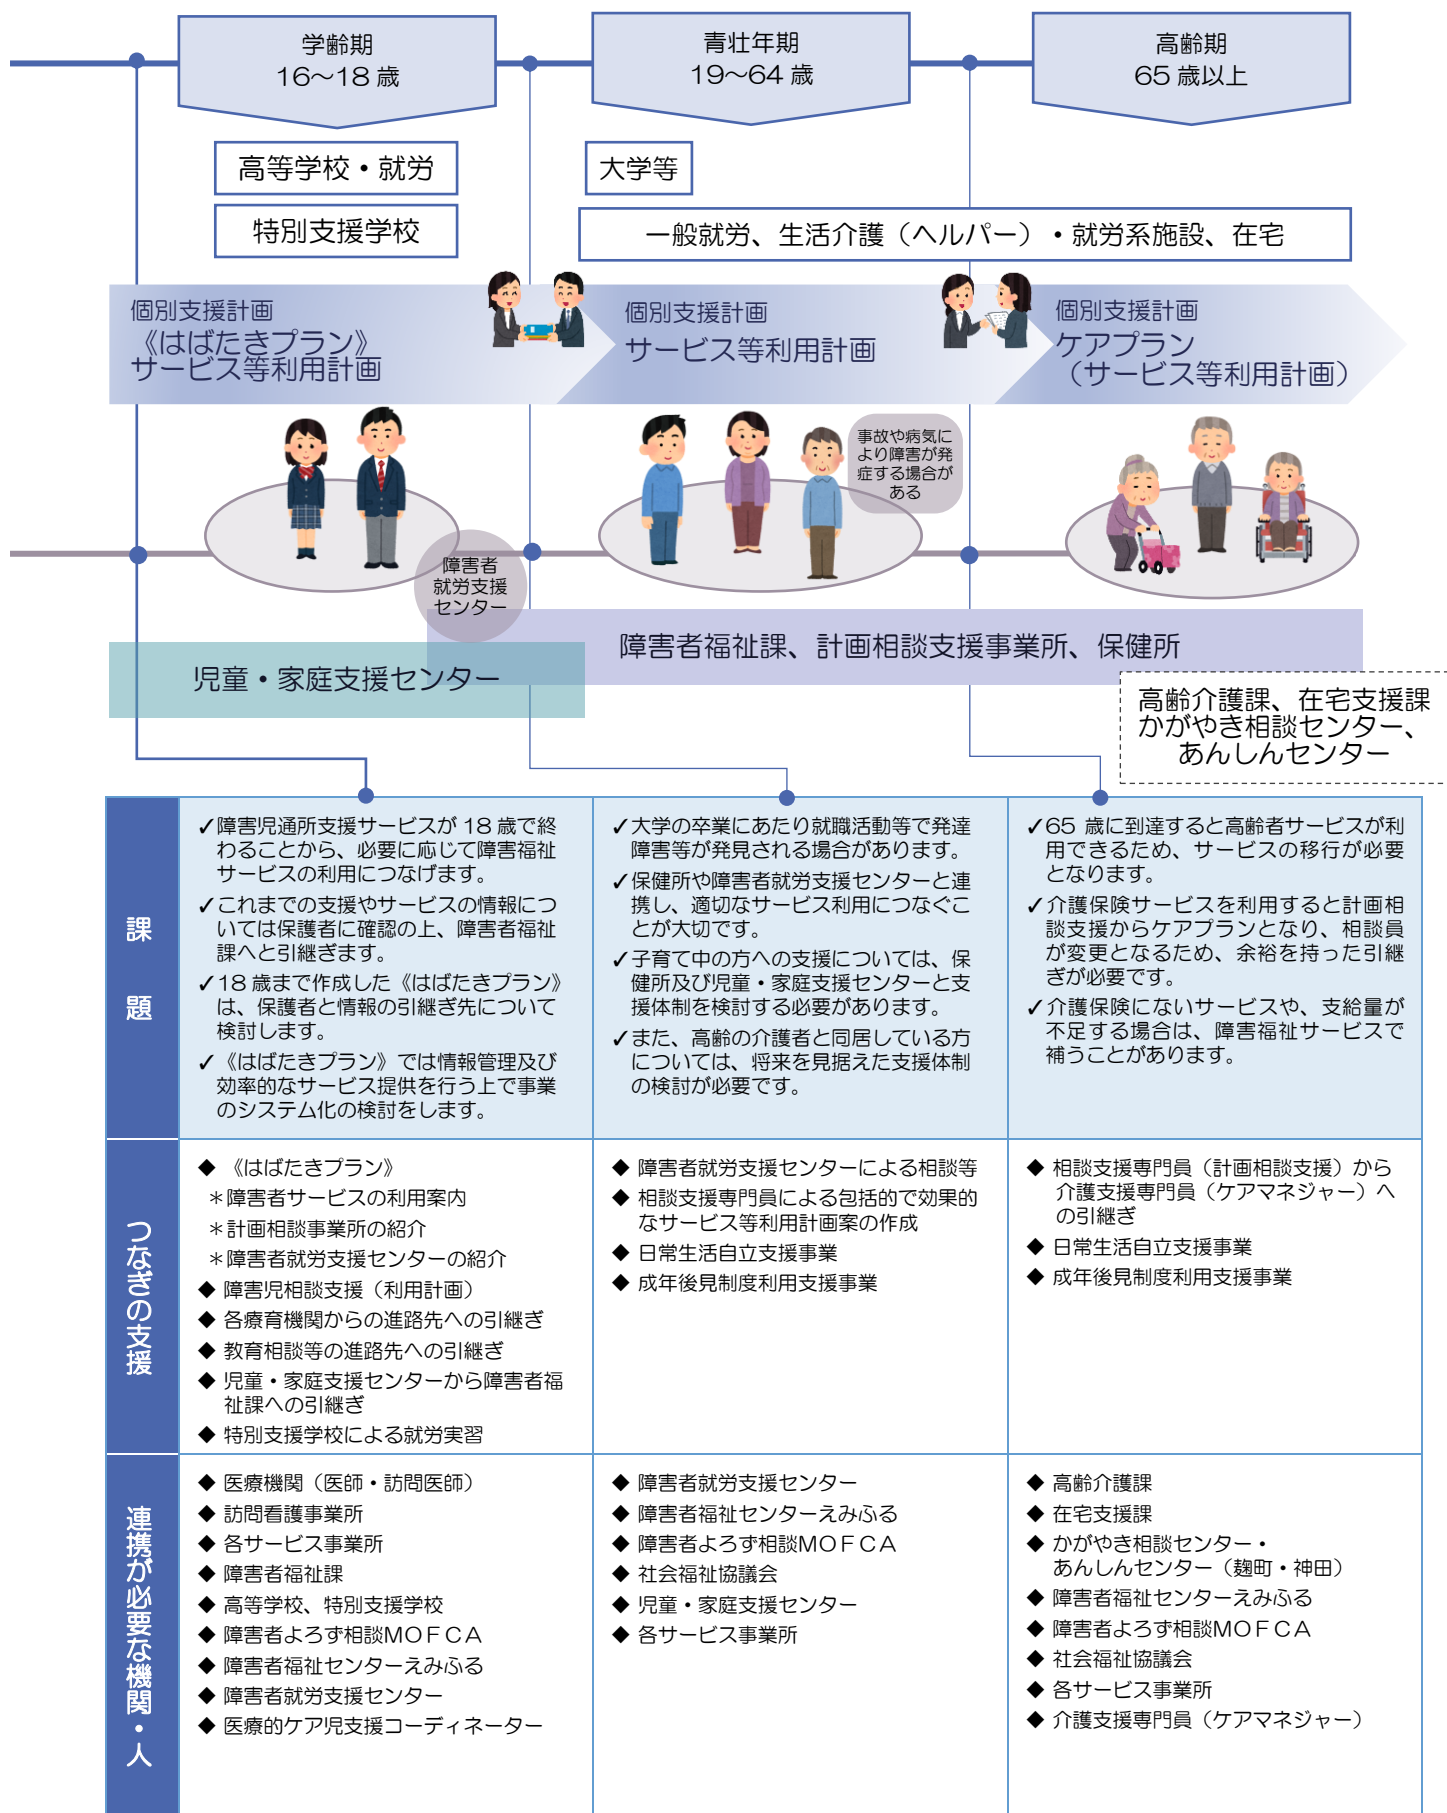 学齢期
16～18 歳
青壮年期
19～64 歳
高齢期
65 歳以上
高等学校・就労
特別支援学校
大学等
一般就労、生活介護（ヘルパー）・就労系施設、在宅
個別支援計画
《はばたきプラン》
サービス等利用計画
個別支援計画
サービス等利用計画
個別支援計画
ケアプラン
（サービス等利用計画）
事故や病気に
より障害が発
症する場合が
ある
障害者
就労支援
センター
障害者福祉課、計画相談支援事業所、保健所
児童・家庭支援センター
高齢介護課、在宅支援課
かがやき相談センター、
あんしんセンター
課題
✓障害児通所支援サービスが 18 歳で終
わることから、必要に応じて障害福祉
サービスの利用につなげます。
✓これまでの支援やサービスの情報につ
いては保護者に確認の上、障害者福祉
課へと引継ぎます。
✓18 歳まで作成した《はばたきプラン》
は、保護者と情報の引継ぎ先について
検討します。
✓《はばたきプラン》では情報管理及び
効率的なサービス提供を行う上で事業
のシステム化の検討をします。
✓大学の卒業にあたり就職活動等で発達
障害等が発見される場合があります。
✓保健所や障害者就労支援センターと連
携し、適切なサービス利用につなぐこ
とが大切です。
✓子育て中の方への支援については、保
健所及び児童・家庭支援センターと支
援体制を検討する必要があります。
✓また、高齢の介護者と同居している方
については、将来を見据えた支援体制
の検討が必要です。
✓65 歳に到達すると高齢者サービスが利
用できるため、サービスの移行が必要
となります。
✓介護保険サービスを利用すると計画相
談支援からケアプランとなり、相談員
が変更となるため、余裕を持った引継
ぎが必要です。
✓介護保険にないサービスや、支給量が
不足する場合は、障害福祉サービスで
補うことがあります。
つなぎの支援
◆ 《はばたきプラン》
＊障害者サービスの利用案内
＊計画相談事業所の紹介
＊障害者就労支援センターの紹介
◆ 障害児相談支援（利用計画）
◆ 各療育機関からの進路先への引継ぎ
◆ 教育相談等の進路先への引継ぎ
◆ 児童・家庭支援センターから障害者福
祉課への引継ぎ
◆ 特別支援学校による就労実習
◆ 障害者就労支援センターによる相談等
◆ 相談支援専門員による包括的で効果的
なサービス等利用計画案の作成
◆ 日常生活自立支援事業
◆ 成年後見制度利用支援事業
◆ 相談支援専門員（計画相談支援）から
介護支援専門員（ケアマネジャー）へ
の引継ぎ
◆ 日常生活自立支援事業
◆ 成年後見制度利用支援事業
連携が必要な機関・人
◆ 医療機関（医師・訪問医師）
◆ 訪問看護事業所
◆ 各サービス事業所
◆ 障害者福祉課
◆ 高等学校、特別支援学校
◆ 障害者よろず相談ＭＯＦＣＡ
◆ 障害者福祉センターえみふる
◆ 障害者就労支援センター
◆ 医療的ケア児支援コーディネーター
◆ 障害者就労支援センター
◆ 障害者福祉センターえみふる
◆ 障害者よろず相談ＭＯＦＣＡ
◆ 社会福祉協議会
◆ 児童・家庭支援センター
◆ 各サービス事業所
◆ 高齢介護課
◆ 在宅支援課
◆ かがやき相談センター・
あんしんセンター（麹町・神田）
◆ 障害者福祉センターえみふる
◆ 障害者よろず相談ＭＯＦＣＡ
◆ 社会福祉協議会
◆ 各サービス事業所
◆ 介護支援専門員（ケアマネジャー）